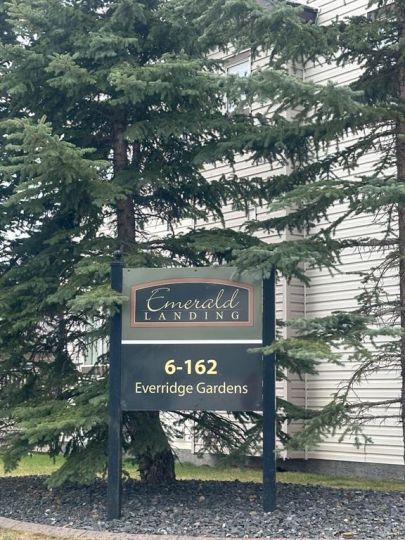 Emerald
LANDING
6-162
Everridge Gardens